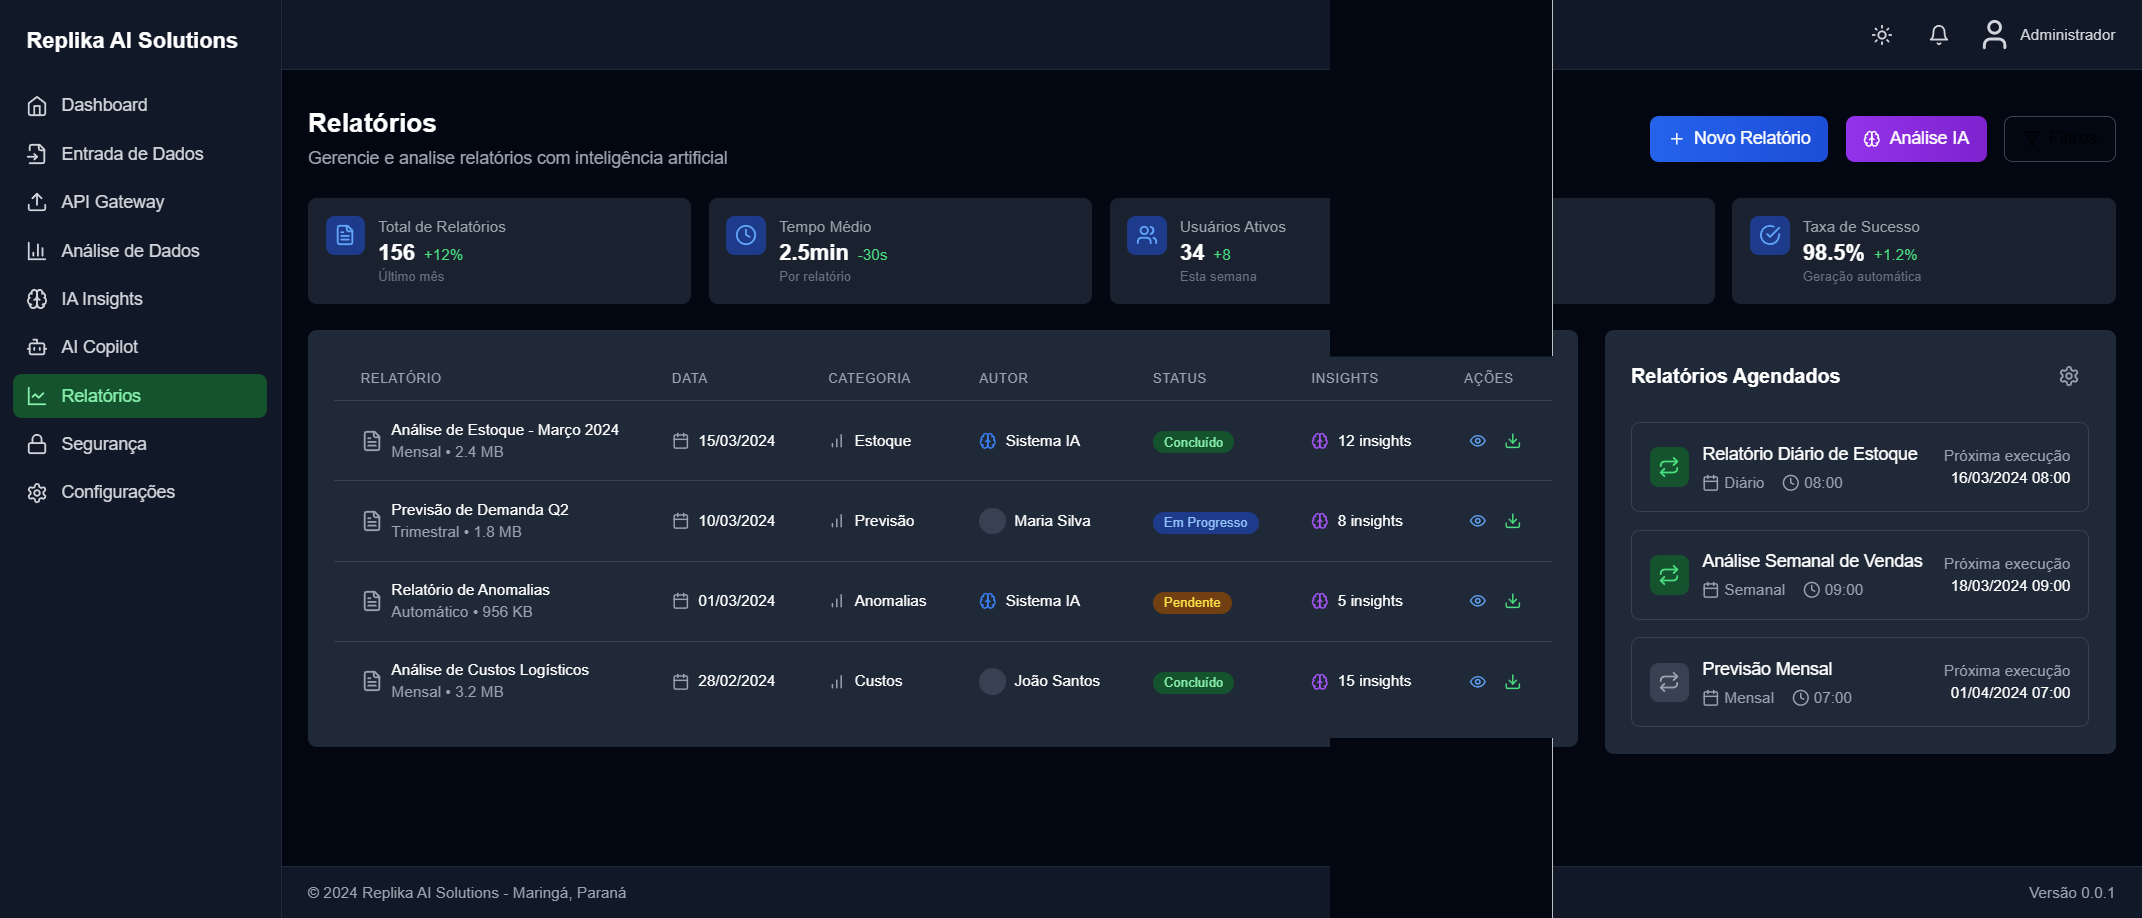 Replika AI Solutions
Administrador
Dashboard
Entrada de Dados
API Gateway
Análise de Dados
IA Insights
AI Copilot
Relatórios
Segurança
Configurações
Relatórios
Gerencie e analise relatórios com inteligência artificial
Novo Relatório
Análise IA
Filtros
Total de Relatórios
156 +12%
Último mês
Tempo Médio
2.5min -30s
Por relatório
Usuários Ativos
34 +8
Esta semana
Taxa de Sucesso
98.5% +1.2%
Geração automática
RELATÓRIO DATA CATEGORIA AUTOR STATUS INSIGHTS AÇÕES
Análise de Estoque - Março 2024
Mensal • 2.4 MB
15/03/2024 Estoque Sistema IA Concluído 12 insights
Previsão de Demanda Q2
Trimestral • 1.8 MB
10/03/2024 Previsão Maria Silva Em Progresso 8 insights
Relatório de Anomalias
Automático • 956 KB
01/03/2024 Anomalias Sistema IA Pendente 5 insights
Análise de Custos Logísticos
Mensal • 3.2 MB
28/02/2024 Custos João Santos Concluído 15 insights
Relatórios Agendados
Relatório Diário de Estoque
Diário 08:00
Próxima execução
16/03/2024 08:00
Análise Semanal de Vendas
Semanal 09:00
Próxima execução
18/03/2024 09:00
Previsão Mensal
Mensal 07:00
Próxima execução
01/04/2024 07:00
© 2024 Replika AI Solutions - Maringá, Paraná
Versão 0.0.1